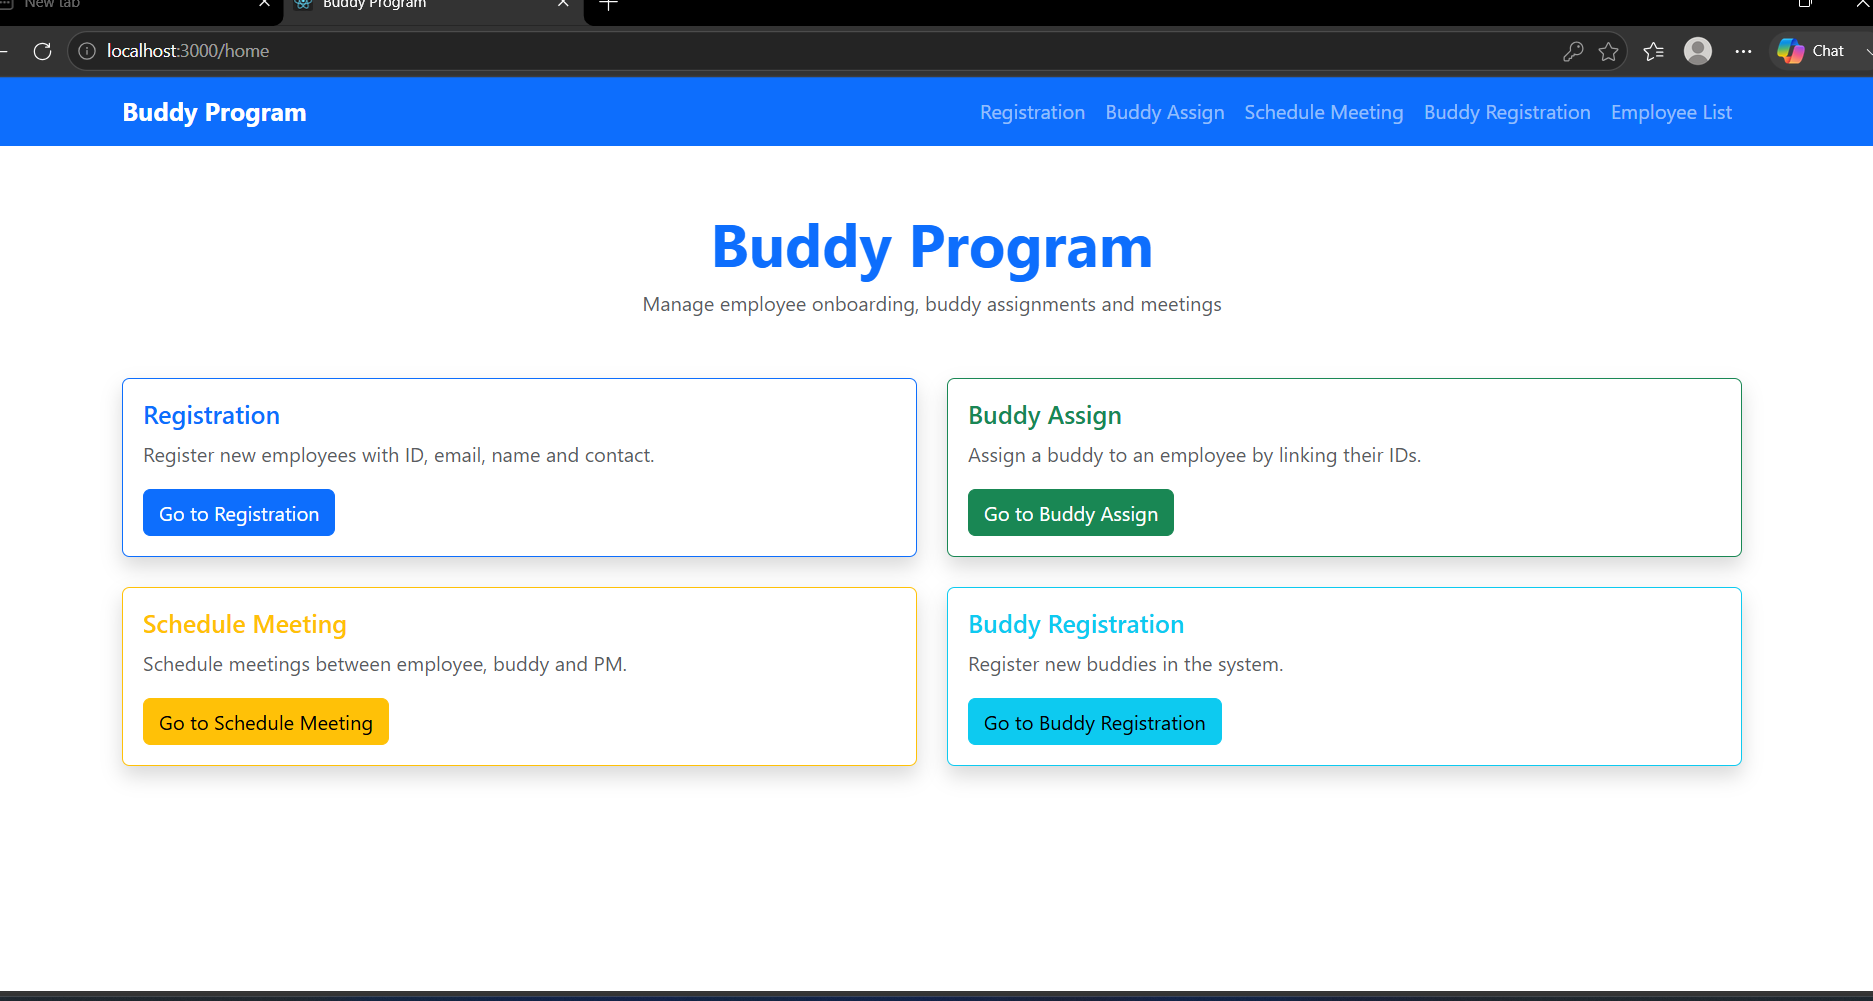 New tab
Buddy Program
localhost:3000/home
Chat
Buddy Program
Registration Buddy Assign Schedule Meeting Buddy Registration Employee List
Buddy Program
Manage employee onboarding, buddy assignments and meetings
Registration
Register new employees with ID, email, name and contact.
Go to Registration
Buddy Assign
Assign a buddy to an employee by linking their IDs.
Go to Buddy Assign
Schedule Meeting
Schedule meetings between employee, buddy and PM.
Go to Schedule Meeting
Buddy Registration
Register new buddies in the system.
Go to Buddy Registration